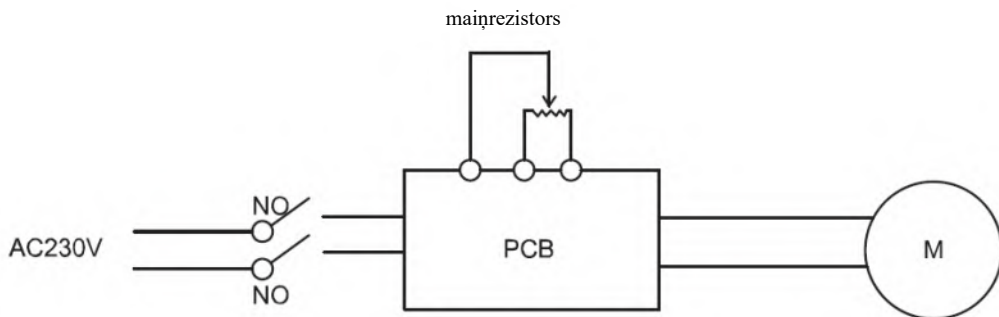 maiņrezistors
NO
AC230V
PCB
M
NO